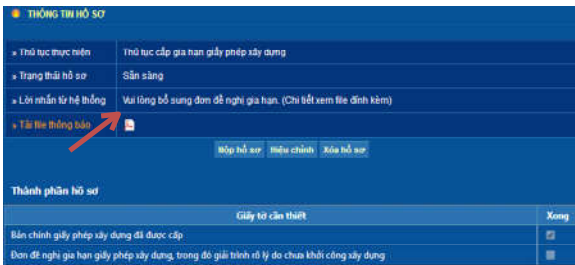 THÔNG TIN HỒ SƠ
» Thủ tục thực hiện Thủ tục cấp gia hạn giấy phép xây dựng
» Trạng thái hồ sơ Sẵn sàng
» Lời nhắn từ hệ thống Vui lòng bổ sung đơn đề nghị gia hạn. (Chi tiết xem file đính kèm)
» Tải file thông báo
Nộp hồ sơ Hiệu chỉnh Xóa hồ sơ
Thành phần hồ sơ
Giấy tờ cần thiết Xong
Bản chính giấy phép xây dựng đã được cấp
Đơn đề nghị gia hạn giấy phép xây dựng, trong đó giải trình rõ lý do chưa khởi công xây dựng